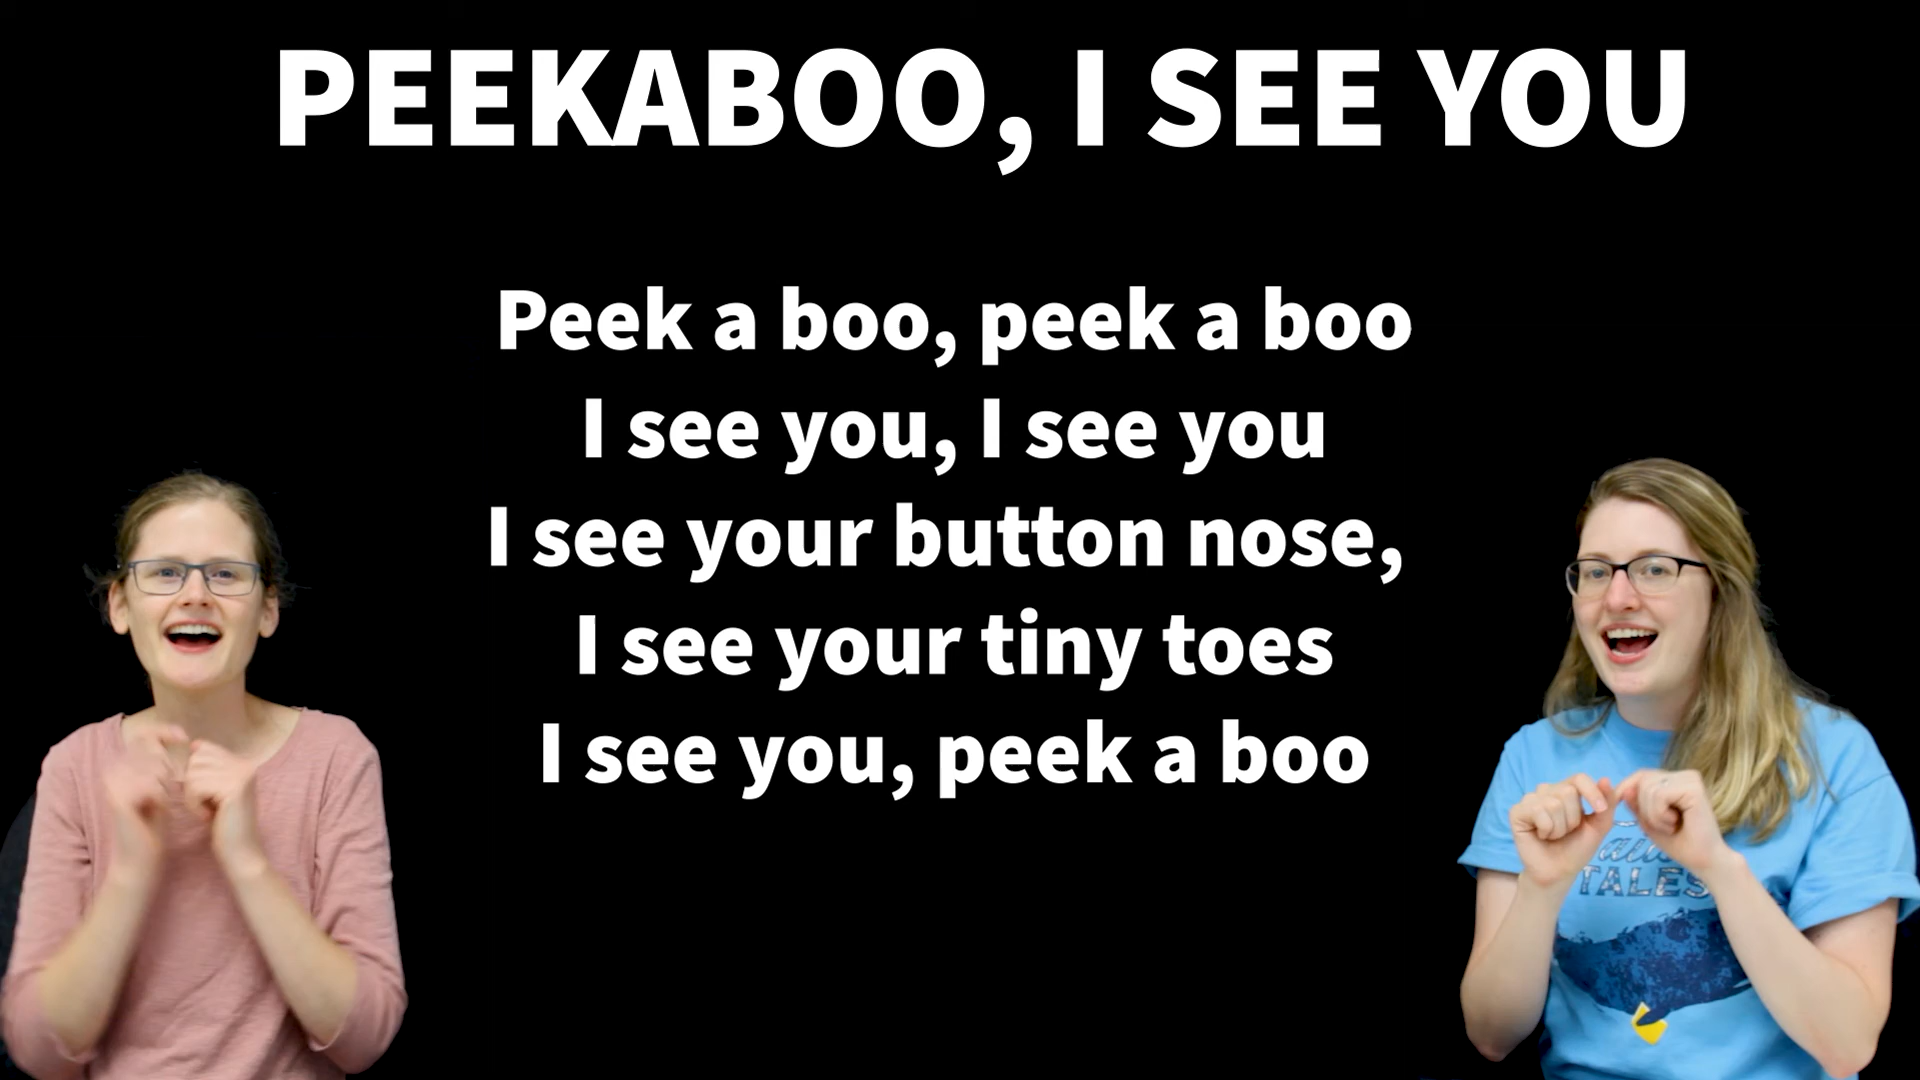 PEEKABOO, I SEE YOU
Peek a boo, peek a boo
I see you, I see you
I see your button nose,
I see your tiny toes
I see you, peek a boo
TALES